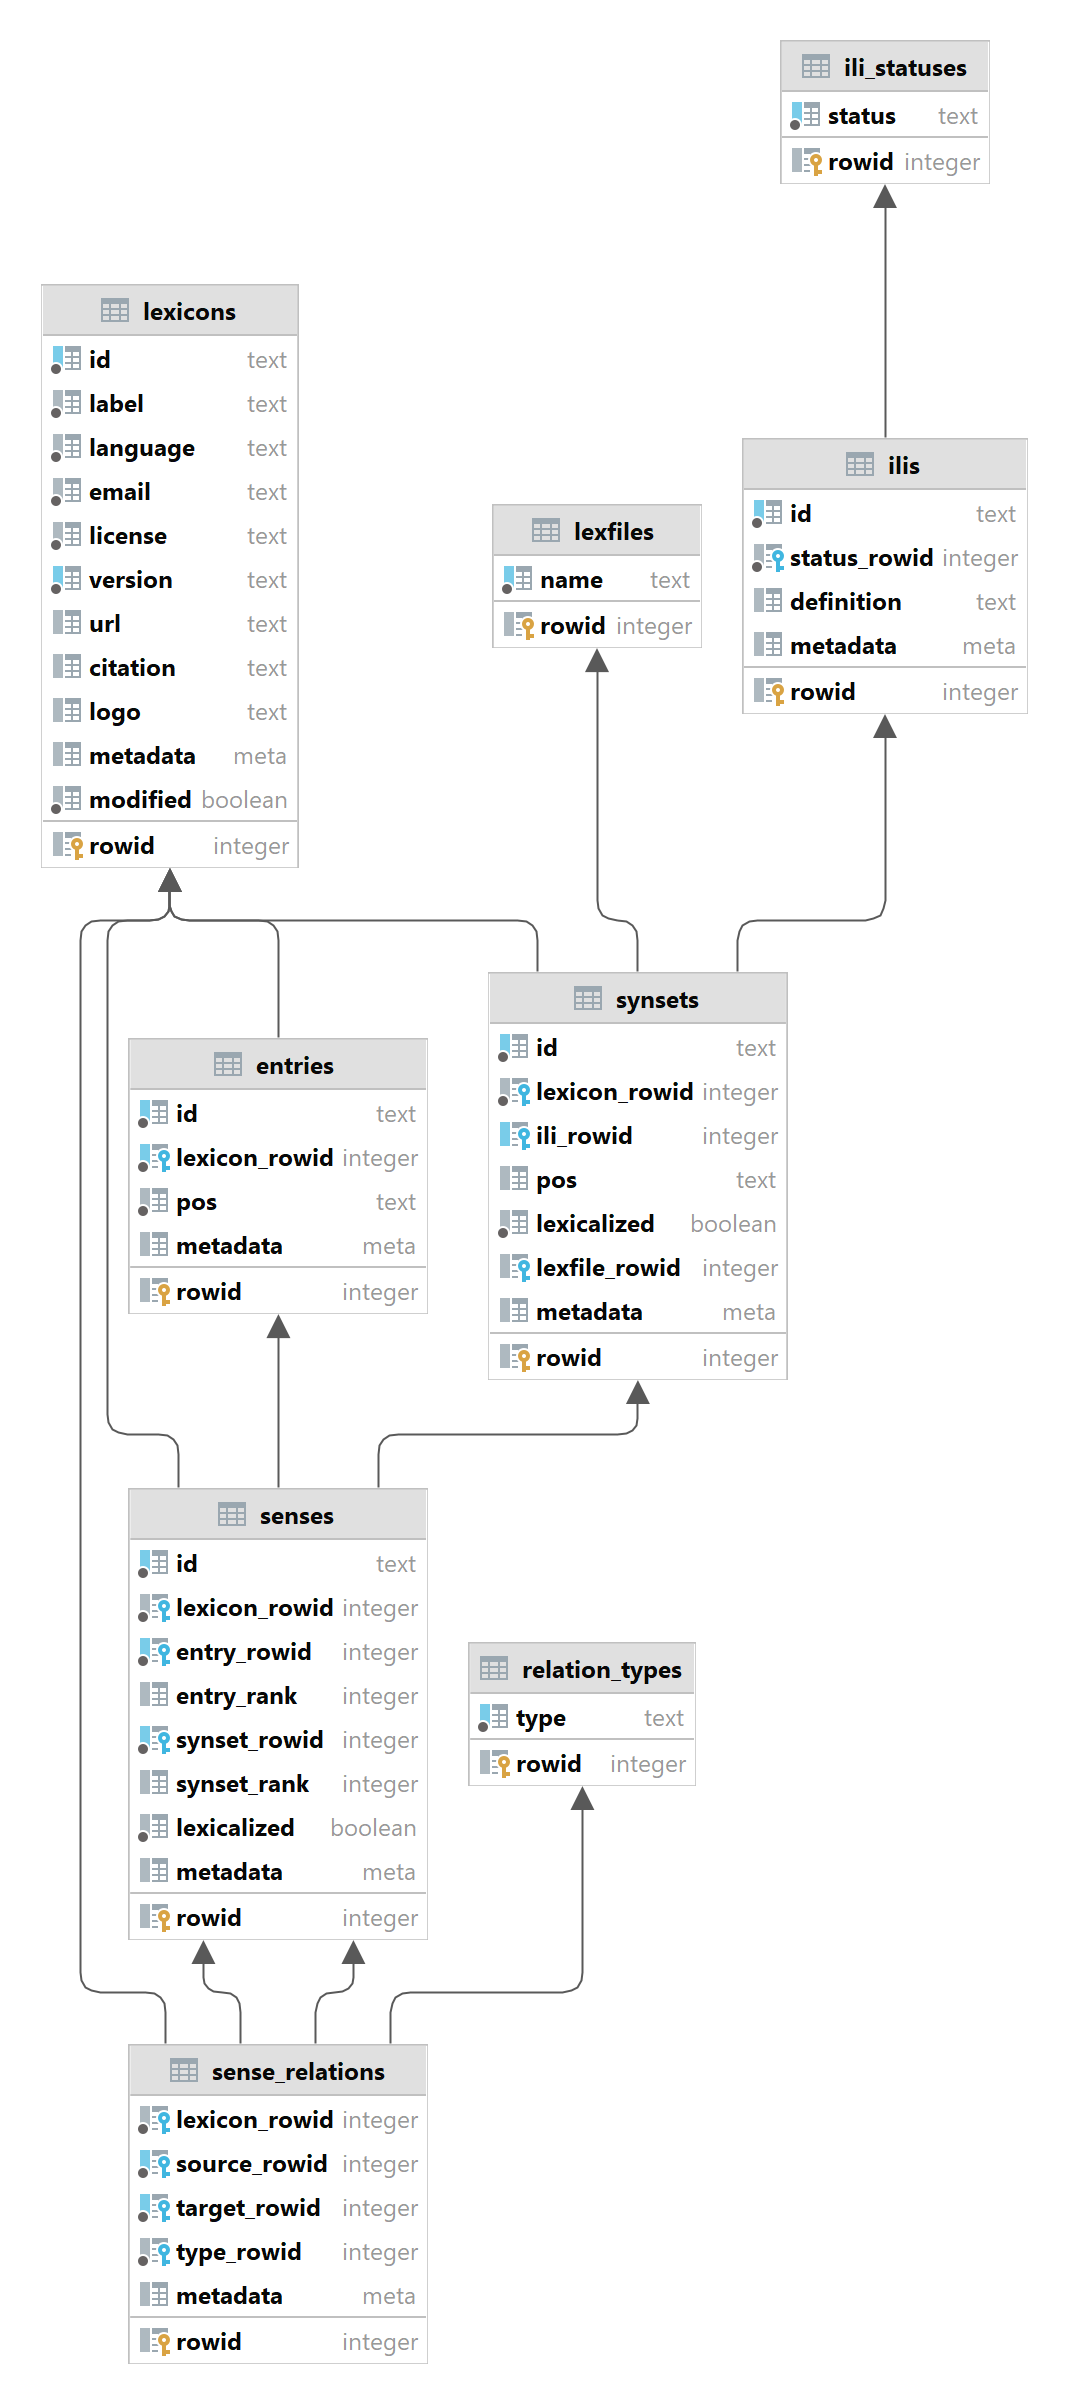 ili_statuses
status text
rowid integer
lexicons
id text
label text
language text
email text
license text
version text
url text
citation text
logo text
metadata meta
modified boolean
rowid integer
ilis
id text
status_rowid integer
definition text
metadata meta
rowid integer
lexfiles
name text
rowid integer
synsets
id text
lexicon_rowid integer
ili_rowid integer
pos text
lexicalized boolean
lexfile_rowid integer
metadata meta
rowid integer
entries
id text
lexicon_rowid integer
pos text
metadata meta
rowid integer
senses
id text
lexicon_rowid integer
entry_rowid integer
entry_rank integer
synset_rowid integer
synset_rank integer
lexicalized boolean
metadata meta
rowid integer
relation_types
type text
rowid integer
sense_relations
lexicon_rowid integer
source_rowid integer
target_rowid integer
type_rowid integer
metadata meta
rowid integer